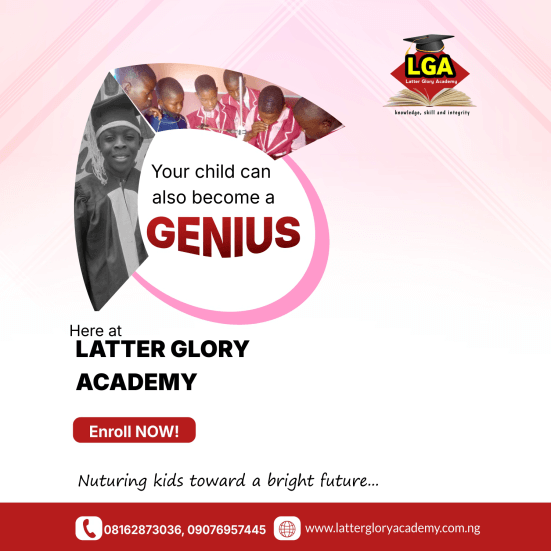 LGA
Latter Glory Academy
knowledge, skill and integrity
Your child can
also become a
GENIUS
Here at
LATTER GLORY
ACADEMY
Enroll NOW!
Nuturing kids toward a bright future...
08162873036, 09076957445
www.lattergloryacademy.com.ng